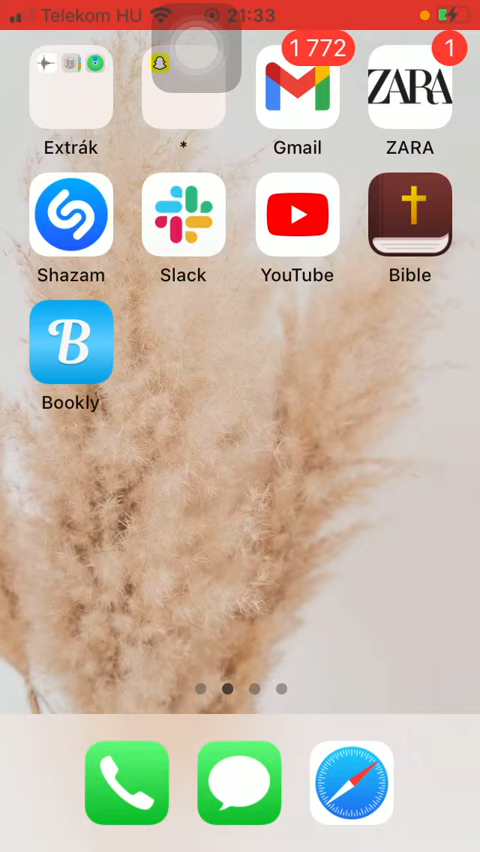 Telekom HU 21:33
1 772
1
Extrák * Gmail ZARA
ZARA
Shazam Slack YouTube Bible
B
Bookly